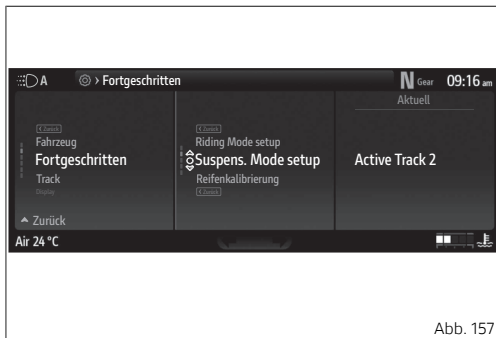 A
› Fortgeschritten
N Gear
09:16 am
< Zurück
Fahrzeug
Fortgeschritten
Track
Display
Zurück
< Zurück
Riding Mode setup
Suspens. Mode setup
Reifenkalibrierung
< Zurück
Aktuell
Active Track 2
Air 24 °C
Abb. 157